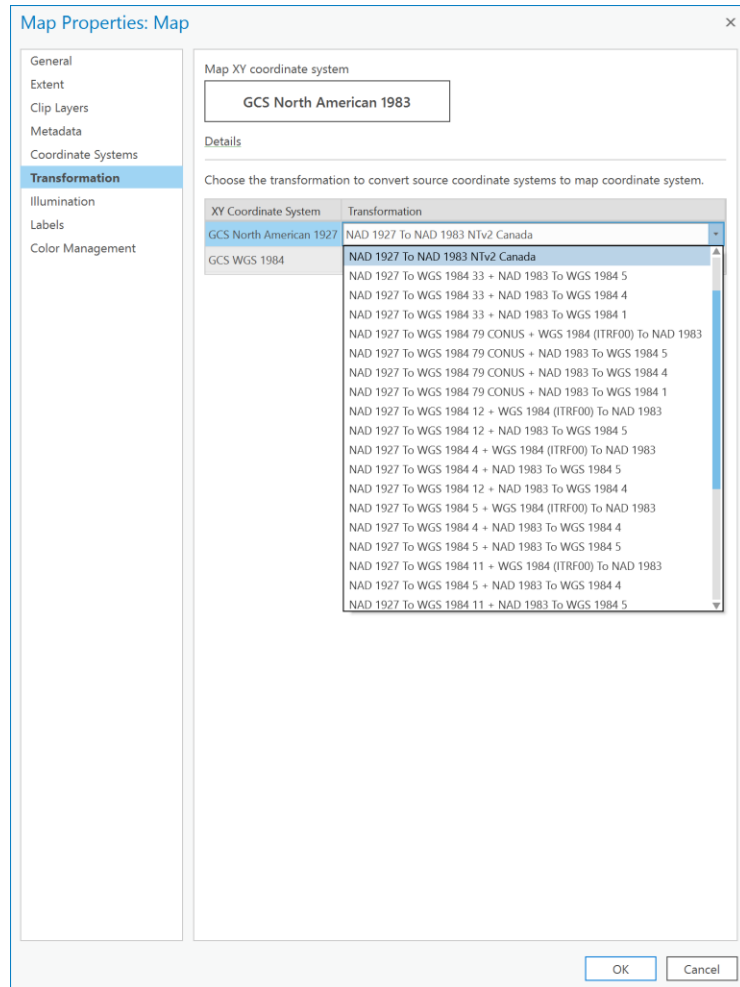 Map Properties: Map
General
Extent
Clip Layers
Metadata
Coordinate Systems
Transformation
Illumination
Labels
Color Management
Map XY coordinate system
GCS North American 1983
Details
Choose the transformation to convert source coordinate systems to map coordinate system.
XY Coordinate System Transformation
GCS North American 1927 NAD 1927 To NAD 1983 NTv2 Canada
GCS WGS 1984
NAD 1927 To NAD 1983 NTv2 Canada
NAD 1927 To WGS 1984 33 + NAD 1983 To WGS 1984 5
NAD 1927 To WGS 1984 33 + NAD 1983 To WGS 1984 4
NAD 1927 To WGS 1984 33 + NAD 1983 To WGS 1984 1
NAD 1927 To WGS 1984 79 CONUS + WGS 1984 (ITRF00) To NAD 1983
NAD 1927 To WGS 1984 79 CONUS + NAD 1983 To WGS 1984 5
NAD 1927 To WGS 1984 79 CONUS + NAD 1983 To WGS 1984 4
NAD 1927 To WGS 1984 79 CONUS + NAD 1983 To WGS 1984 1
NAD 1927 To WGS 1984 12 + WGS 1984 (ITRF00) To NAD 1983
NAD 1927 To WGS 1984 12 + NAD 1983 To WGS 1984 5
NAD 1927 To WGS 1984 4 + WGS 1984 (ITRF00) To NAD 1983
NAD 1927 To WGS 1984 4 + NAD 1983 To WGS 1984 5
NAD 1927 To WGS 1984 12 + NAD 1983 To WGS 1984 4
NAD 1927 To WGS 1984 5 + WGS 1984 (ITRF00) To NAD 1983
NAD 1927 To WGS 1984 4 + NAD 1983 To WGS 1984 4
NAD 1927 To WGS 1984 5 + NAD 1983 To WGS 1984 5
NAD 1927 To WGS 1984 11 + WGS 1984 (ITRF00) To NAD 1983
NAD 1927 To WGS 1984 5 + NAD 1983 To WGS 1984 4
NAD 1927 To WGS 1984 11 + NAD 1983 To WGS 1984 5
OK Cancel